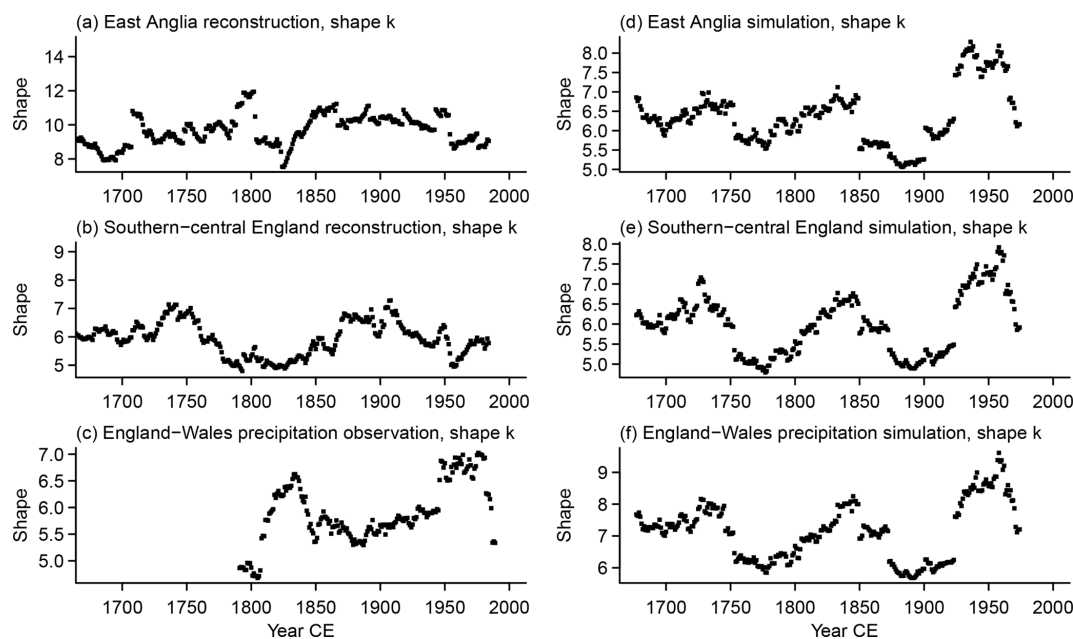 (a) East Anglia reconstruction, shape k
Shape
14
12
10
8
1700 1750 1800 1850 1900 1950 2000
(b) Southern−central England reconstruction, shape k
Shape
9
8
7
6
5
1700 1750 1800 1850 1900 1950 2000
(c) England−Wales precipitation observation, shape k
Shape
7.0
6.5
6.0
5.5
5.0
1700 1750 1800 1850 1900 1950 2000
Year CE
(d) East Anglia simulation, shape k
Shape
8.0
7.5
7.0
6.5
6.0
5.5
5.0
1700 1750 1800 1850 1900 1950 2000
(e) Southern−central England simulation, shape k
Shape
8.0
7.5
7.0
6.5
6.0
5.5
5.0
1700 1750 1800 1850 1900 1950 2000
(f) England−Wales precipitation simulation, shape k
Shape
9
8
7
6
1700 1750 1800 1850 1900 1950 2000
Year CE